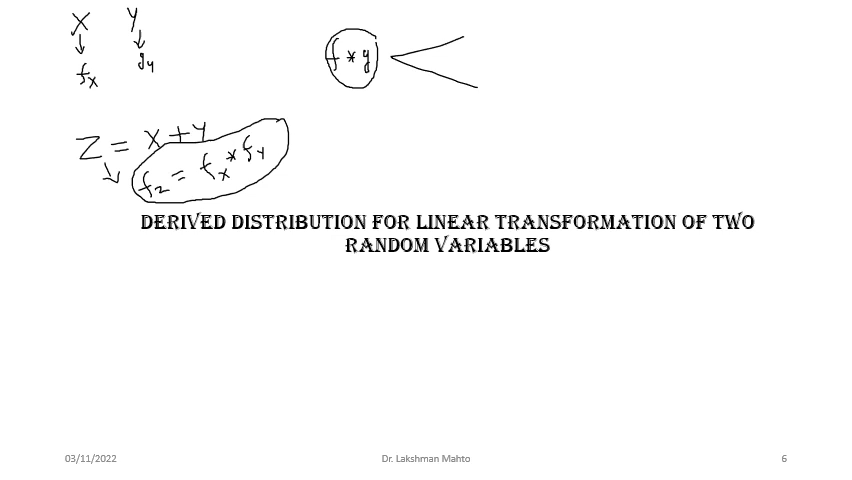 X Y
f_X g_Y
f * g
Z = X + Y
f_Z = f_X * f_Y
DERIVED DISTRIBUTION FOR LINEAR TRANSFORMATION OF TWO
RANDOM VARIABLES
03/11/2022 Dr. Lakshman Mahto 6